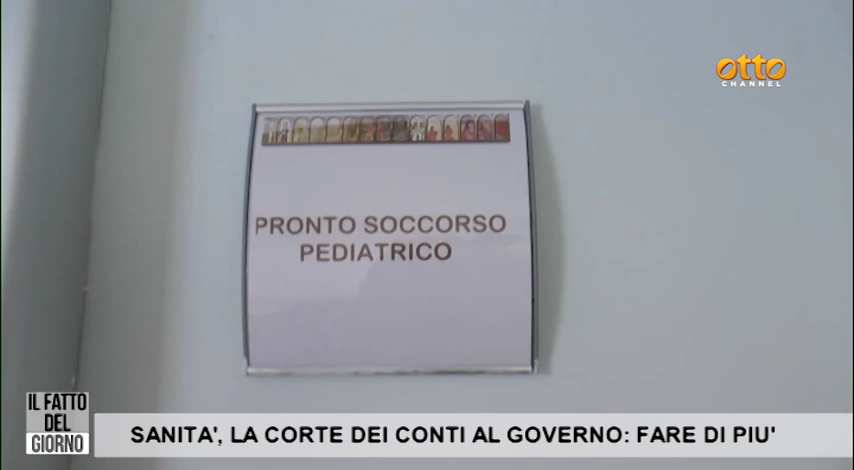 otto
CHANNEL
PRONTO SOCCORSO
PEDIATRICO
IL FATTO
DEL
GIORNO
SANITA', LA CORTE DEI CONTI AL GOVERNO: FARE DI PIU'